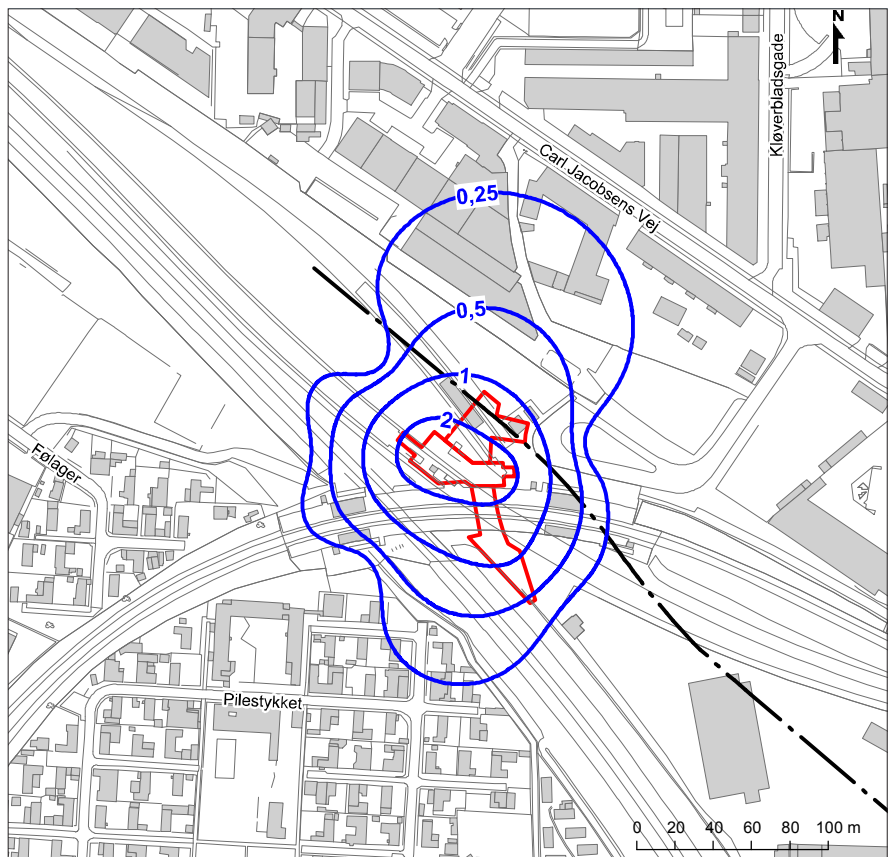 N
Kløverbladsgade
Carl Jacobsens Vej
0,25
0,5
1
2
Følager
Pilestykket
0 20 40 60 80 100 m